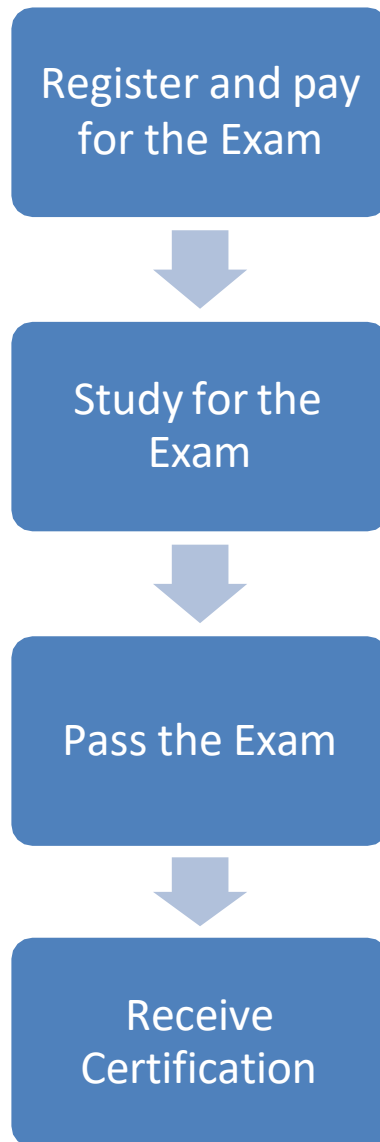 Register and pay
for the Exam
Study for the
Exam
Pass the Exam
Receive
Certification